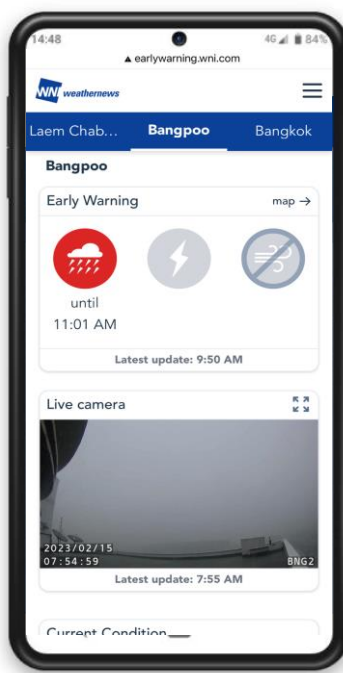 14:48
4G 84%
earlywarning.wni.com
WNI weathernews
Laem Chab... Bangpoo Bangkok
Bangpoo
Early Warning map →
until
11:01 AM
Latest update: 9:50 AM
Live camera
2023/02/15
07:54:59 BNG2
Latest update: 7:55 AM
Current Condition